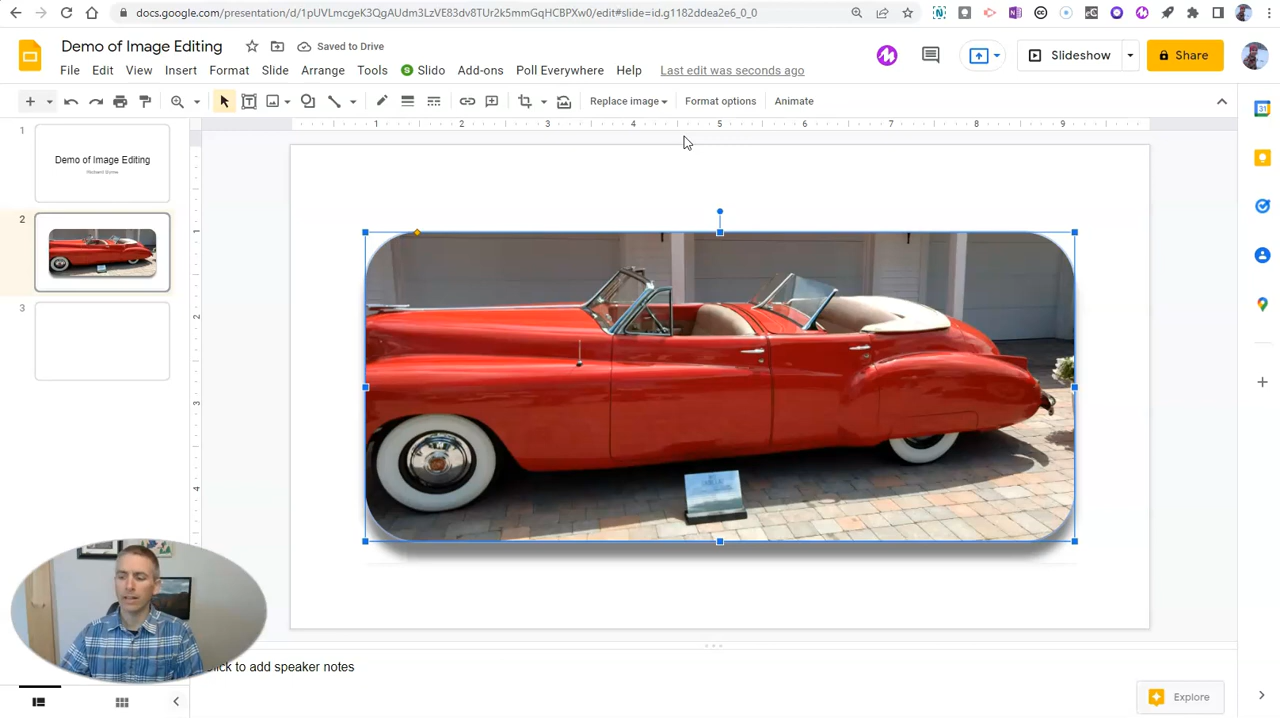 docs.google.com/presentation/d/1pUVLmcgeK3QgAUdm3LzVE83dv8TUr2k5mmGqHCBPXw0/edit#slide=id.g1182ddea2e6_0_0
Demo of Image Editing
Saved to Drive
Slideshow
Share
File Edit View Insert Format Slide Arrange Tools Slido Add-ons Poll Everywhere Help Last edit was seconds ago
Replace image Format options Animate
1 2 3 4 5 6 7 8 9
1
Demo of Image Editing
2
3
1
2
3
4
Click to add speaker notes
Explore